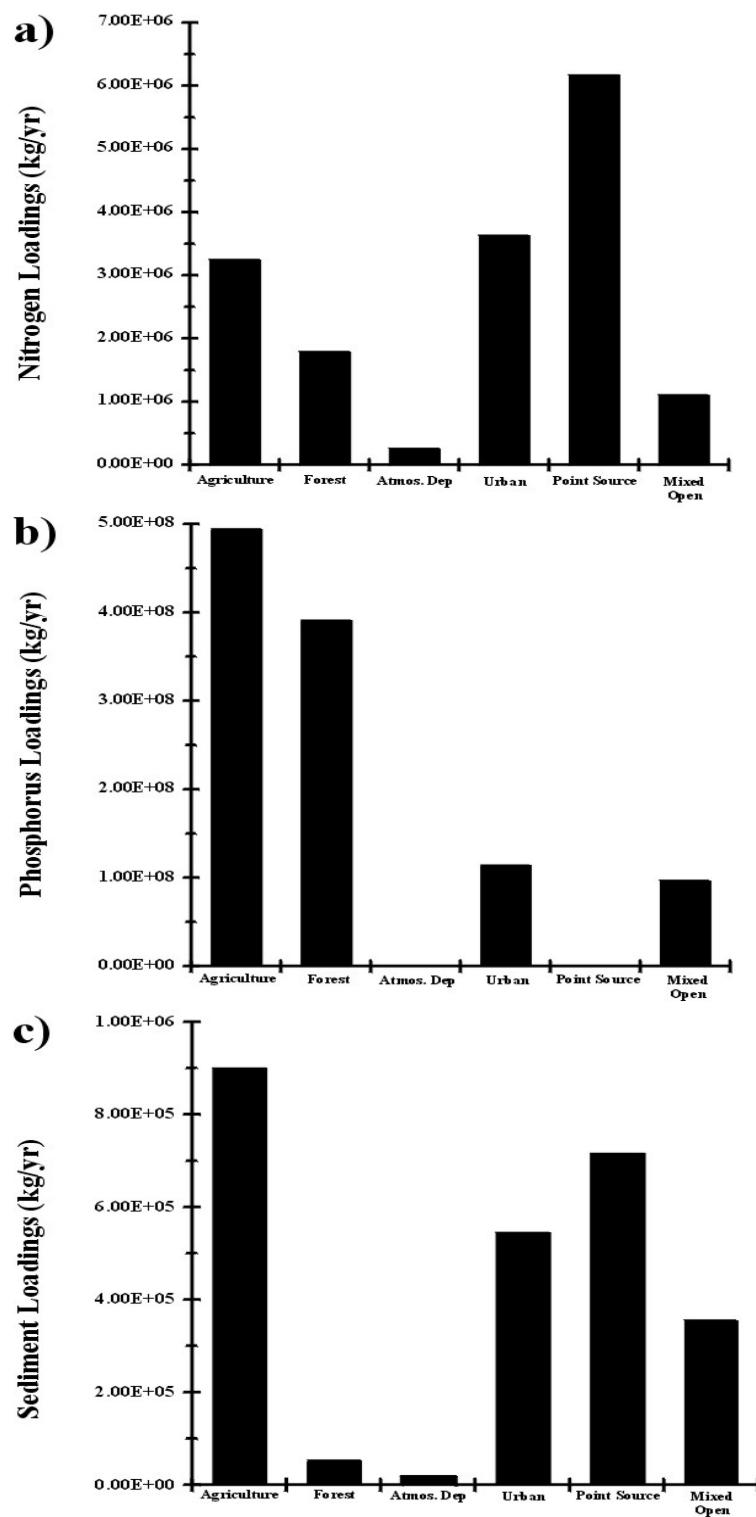 a)
Nitrogen Loadings (kg/yr)
7.00E+06
6.00E+06
5.00E+06
4.00E+06
3.00E+06
2.00E+06
1.00E+06
0.00E+00
Agriculture
Forest
Atmos. Dep
Urban
Point Source
Mixed
Open
b)
Phosphorus Loadings (kg/yr)
5.00E+08
4.00E+08
3.00E+08
2.00E+08
1.00E+08
0.00E+00
Agriculture
Forest
Atmos. Dep
Urban
Point Source
Mixed
Open
c)
Sediment Loadings (kg/yr)
1.00E+06
8.00E+05
6.00E+05
4.00E+05
2.00E+05
0.00E+00
Agriculture
Forest
Atmos. Dep
Urban
Point Source
Mixed
Open